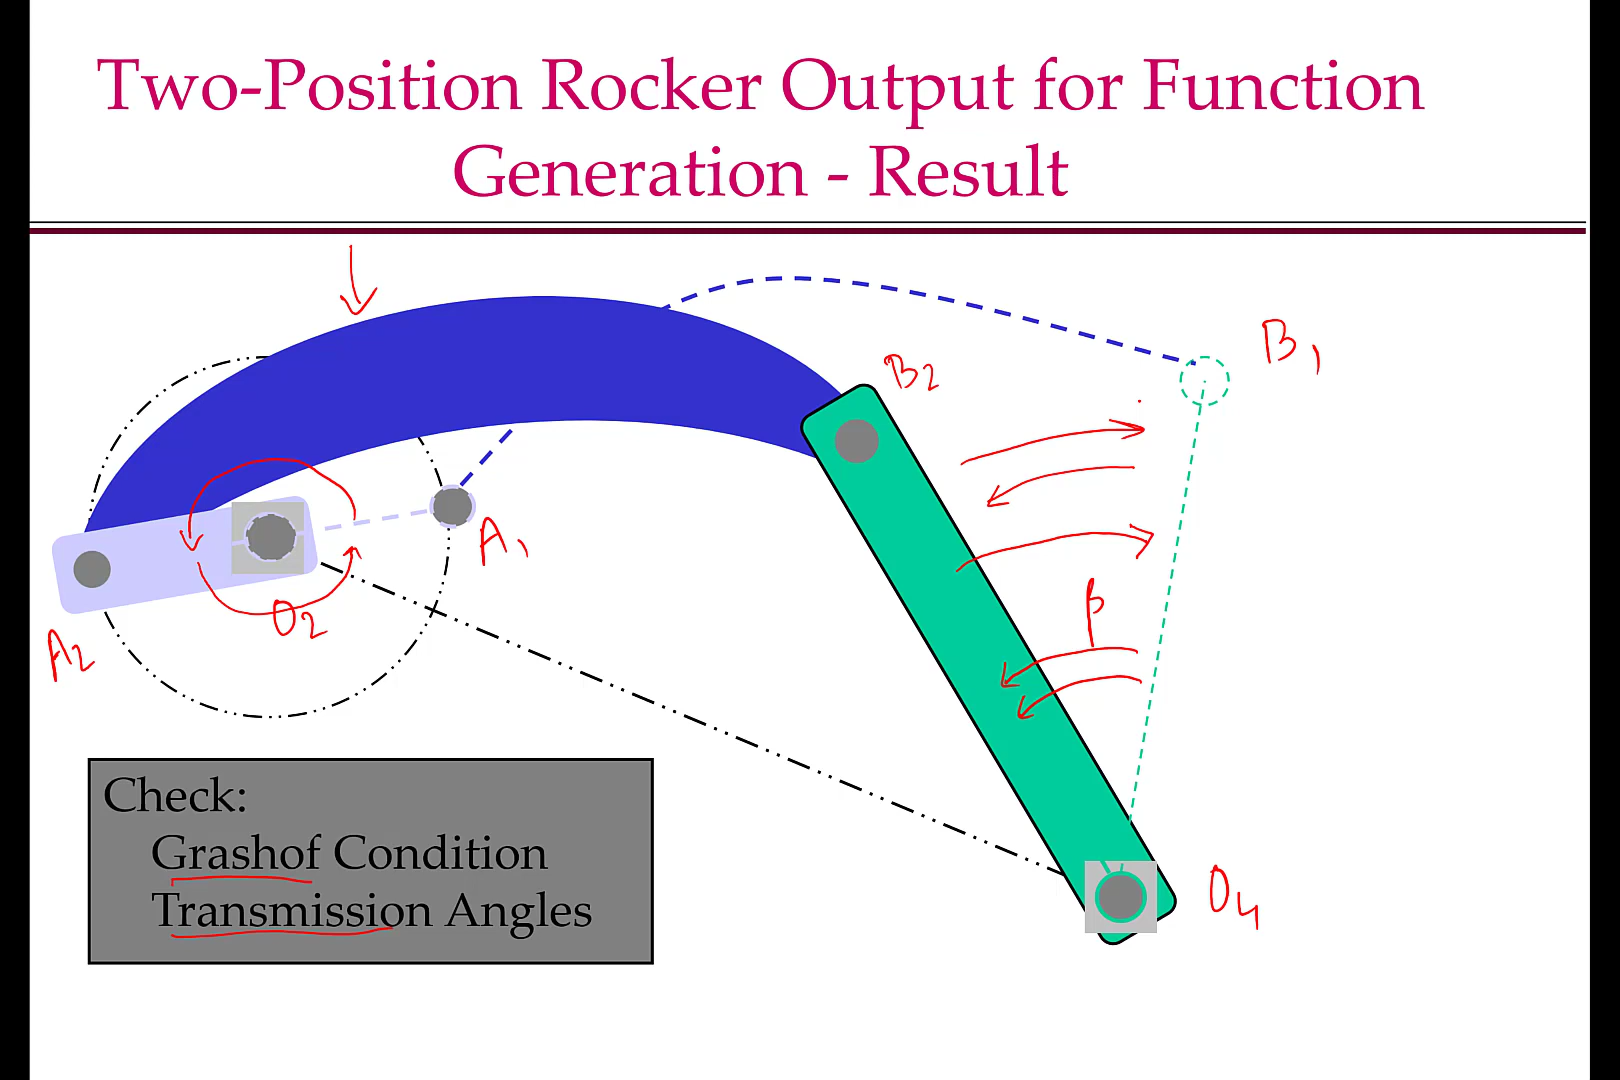 Two-Position Rocker Output for Function
Generation - Result
B1
B2
A1
O2
β
A2
Check:
Grashof Condition
Transmission Angles
O4